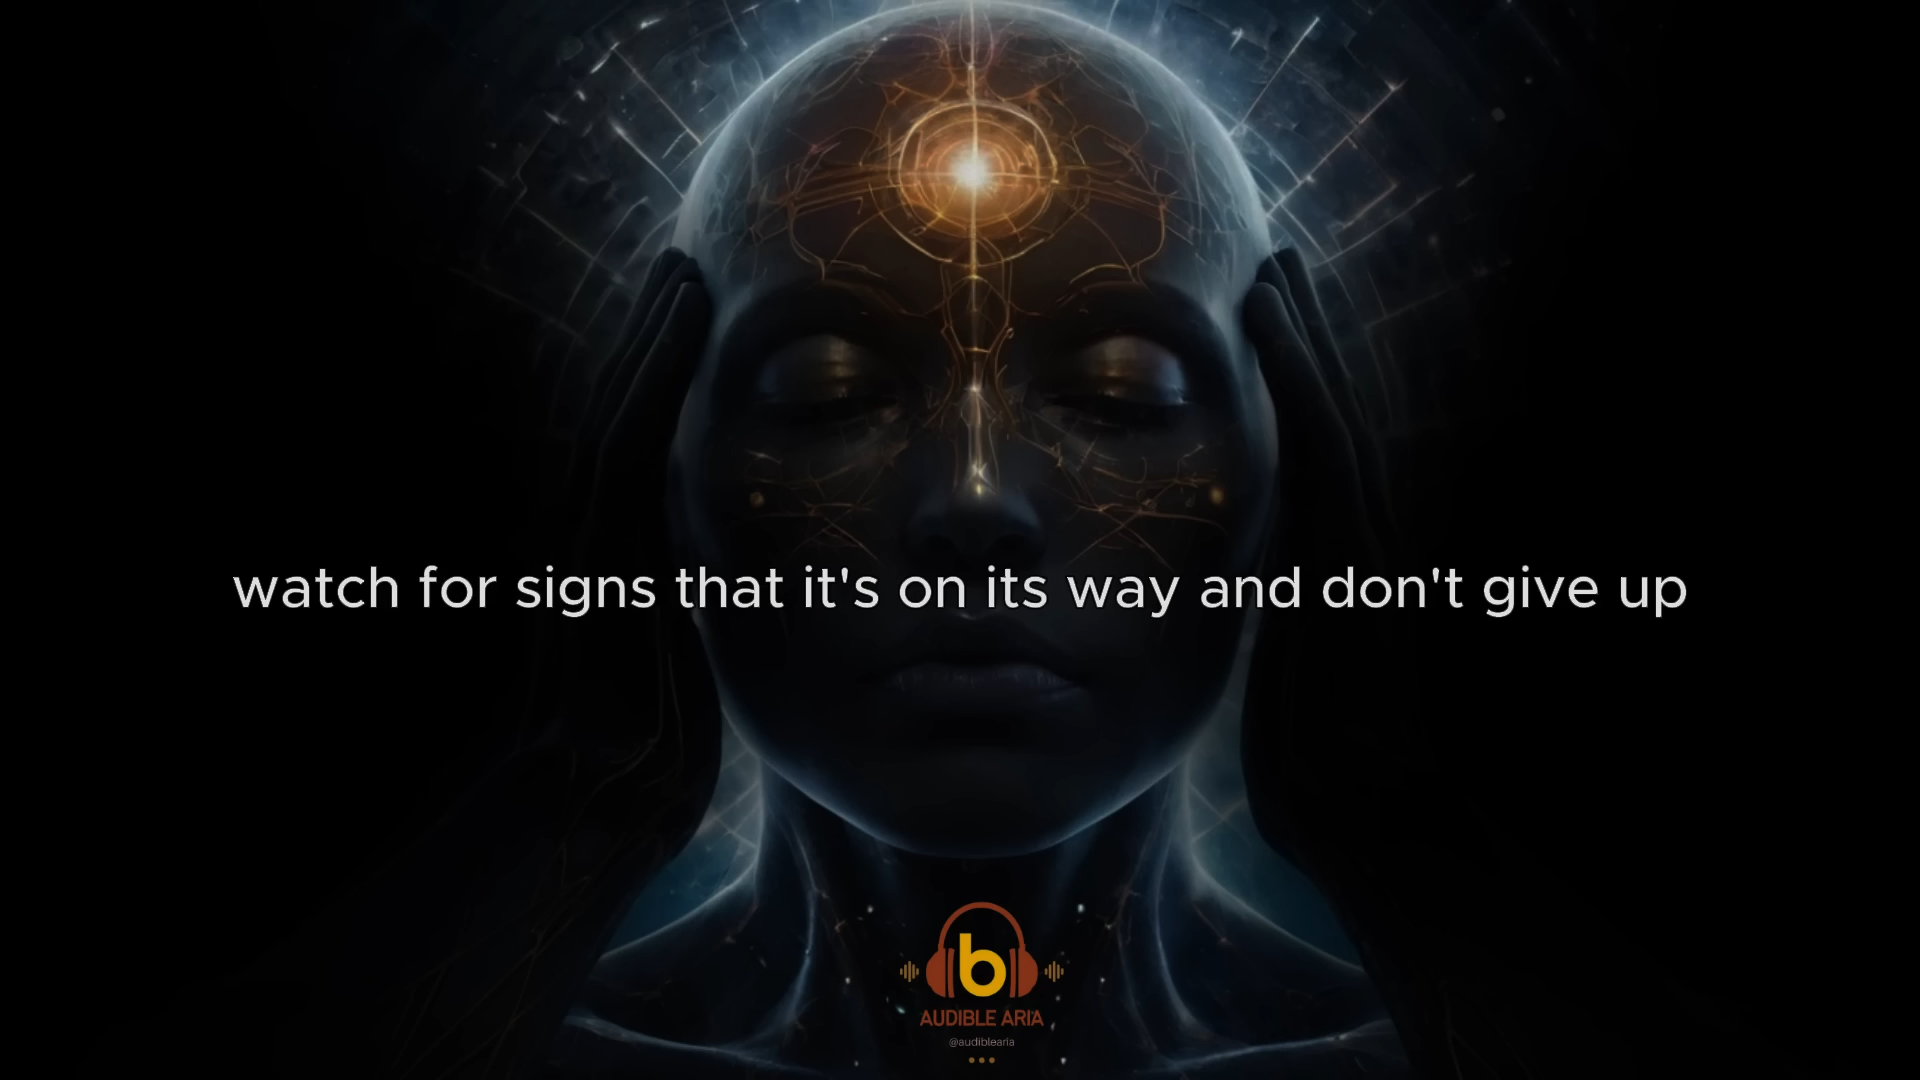 watch for signs that it's on its way and don't give up
b
AUDIBLE ARIA
@audiblearia